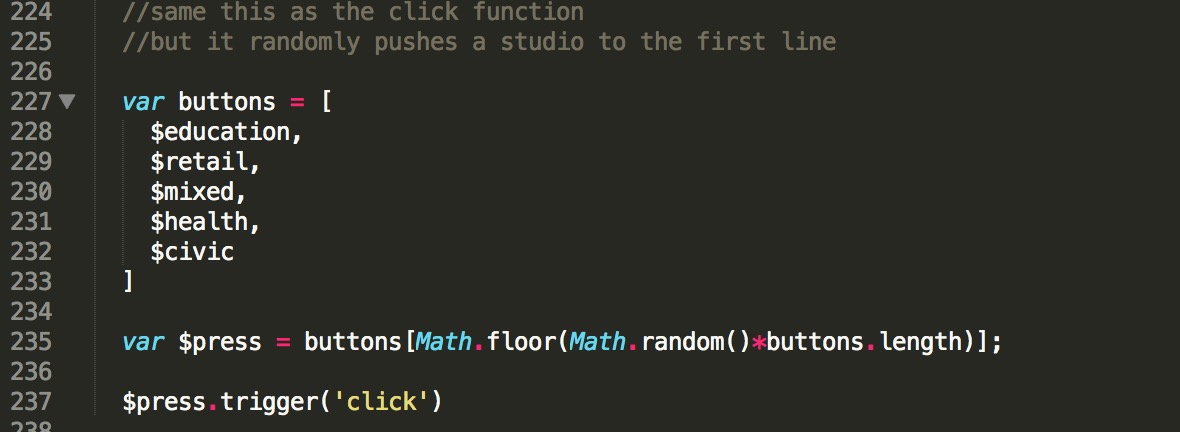 224 //same this as the click function
225 //but it randomly pushes a studio to the first line
226
227 var buttons = [
228 $education,
229 $retail,
230 $mixed,
231 $health,
232 $civic
233 ]
234
235 var $press = buttons[Math.floor(Math.random()*buttons.length)];
236
237 $press.trigger('click')
238